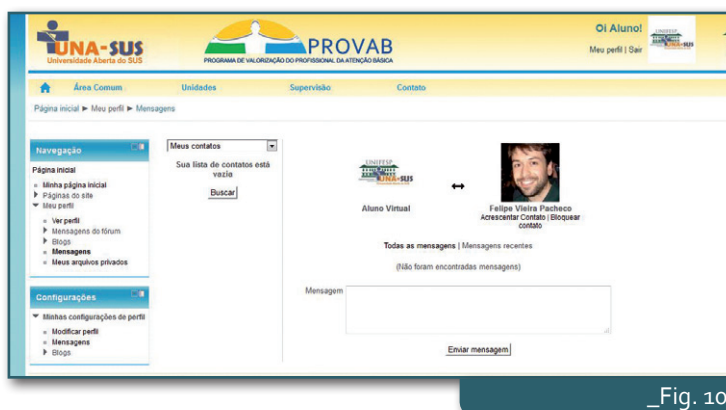 UNA-SUS
Universidade Aberta do SUS
PROVAB
PROGRAMA DE VALORIZAÇÃO DO PROFISSIONAL DA ATENÇÃO BÁSICA
Oi Aluno!
Meu perfil | Sair
UNIFESP
UNA-SUS
Área Comum Unidades Supervisão Contato
Página inicial ► Meu perfil ► Mensagens
Navegação
Página inicial
Minha página inicial
Páginas do site
Meu perfil
Ver perfil
Mensagens do fórum
Blogs
Mensagens
Meus arquivos privados
Configurações
Minhas configurações de perfil
Modificar perfil
Mensagens
Blogs
Meus contatos
Sua lista de contatos está
vazia
Buscar
UNIFESP
UNA-SUS
Aluno Virtual
Felipe Vieira Pacheco
Acrescentar Contato | Bloquear
contato
Todas as mensagens | Mensagens recentes
(Não foram encontradas mensagens)
Mensagem
Enviar mensagem
_Fig. 10